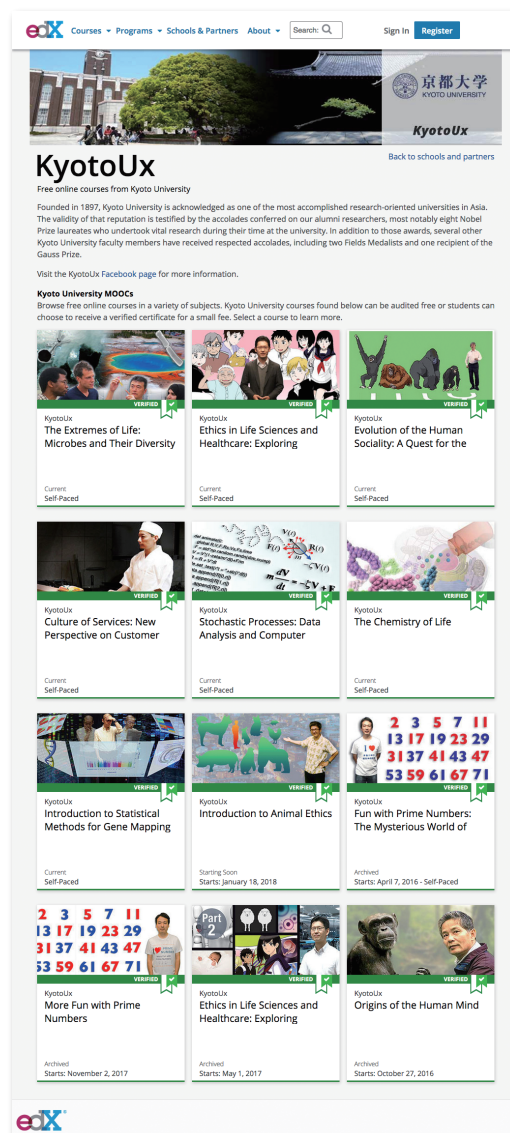 edX Courses Programs Schools & Partners About Search: Sign In Register
京都大学
KYOTO UNIVERSITY
KyotoUx
KyotoUx
Back to schools and partners
Free online courses from Kyoto University
Founded in 1897, Kyoto University is acknowledged as one of the most accomplished research-oriented universities in Asia.
The validity of that reputation is testified by the accolades conferred on our alumni researchers, most notably eight Nobel
Prize laureates who undertook vital research during their time at the university. In addition to those awards, several other
Kyoto University faculty members have received respected accolades, including two Fields Medalists and one recipient of the
Gauss Prize.
Visit the KyotoUx Facebook page for more information.
Kyoto University MOOCs
Browse free online courses in a variety of subjects. Kyoto University courses found below can be audited free or students can
choose to receive a verified certificate for a small fee. Select a course to learn more.
VERIFIED
KyotoUx
The Extremes of Life:
Microbes and Their Diversity
Current
Self-Paced
VERIFIED
KyotoUx
Ethics in Life Sciences and
Healthcare: Exploring
Current
Self-Paced
VERIFIED
KyotoUx
Evolution of the Human
Sociality: A Quest for the
Current
Self-Paced
VERIFIED
KyotoUx
Culture of Services: New
Perspective on Customer
Current
Self-Paced
V(t)
F(t)
R(t)
ζV(t)
m dV/dt = -ζV + F
VERIFIED
KyotoUx
Stochastic Processes: Data
Analysis and Computer
Current
Self-Paced
VERIFIED
KyotoUx
The Chemistry of Life
Current
Self-Paced
VERIFIED
KyotoUx
Introduction to Statistical
Methods for Gene Mapping
Current
Self-Paced
VERIFIED
KyotoUx
Introduction to Animal Ethics
Starting Soon
Starts: January 18, 2018
2 3 5 7 11
13 17 19 23 29
31 37 41 43 47
53 59 61 67 71
VERIFIED
KyotoUx
Fun with Prime Numbers:
The Mysterious World of
Archived
Starts: April 7, 2016 - Self-Paced
2 3 5 7 11
13 17 19 23 29
31 37 41 43 47
53 59 61 67 71
VERIFIED
KyotoUx
More Fun with Prime
Numbers
Archived
Starts: November 2, 2017
Part
2
VERIFIED
KyotoUx
Ethics in Life Sciences and
Healthcare: Exploring
Archived
Starts: May 1, 2017
VERIFIED
KyotoUx
Origins of the Human Mind
Archived
Starts: October 27, 2016
edX